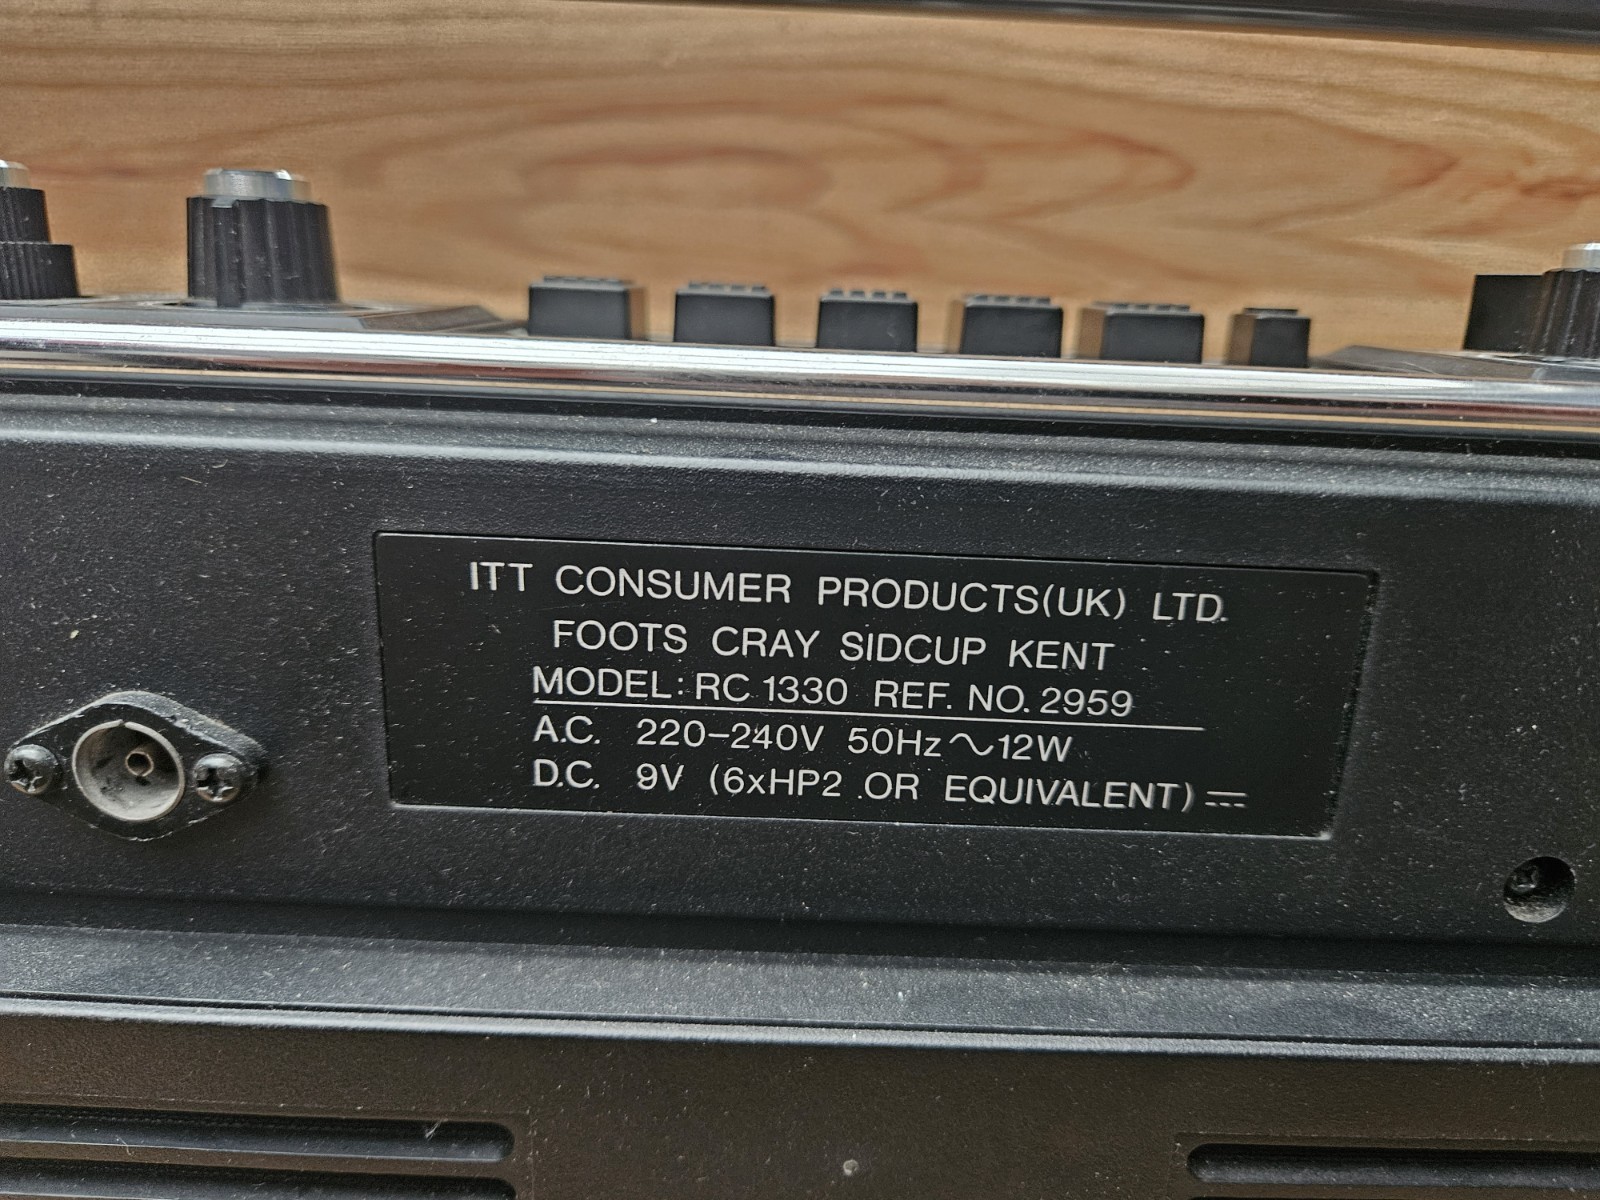 ITT CONSUMER PRODUCTS(UK) LTD.
FOOTS CRAY SIDCUP KENT
MODEL: RC 1330 REF. NO. 2959
A.C. 220-240V 50Hz ~ 12W
D.C. 9V (6xHP2 OR EQUIVALENT) ⎓